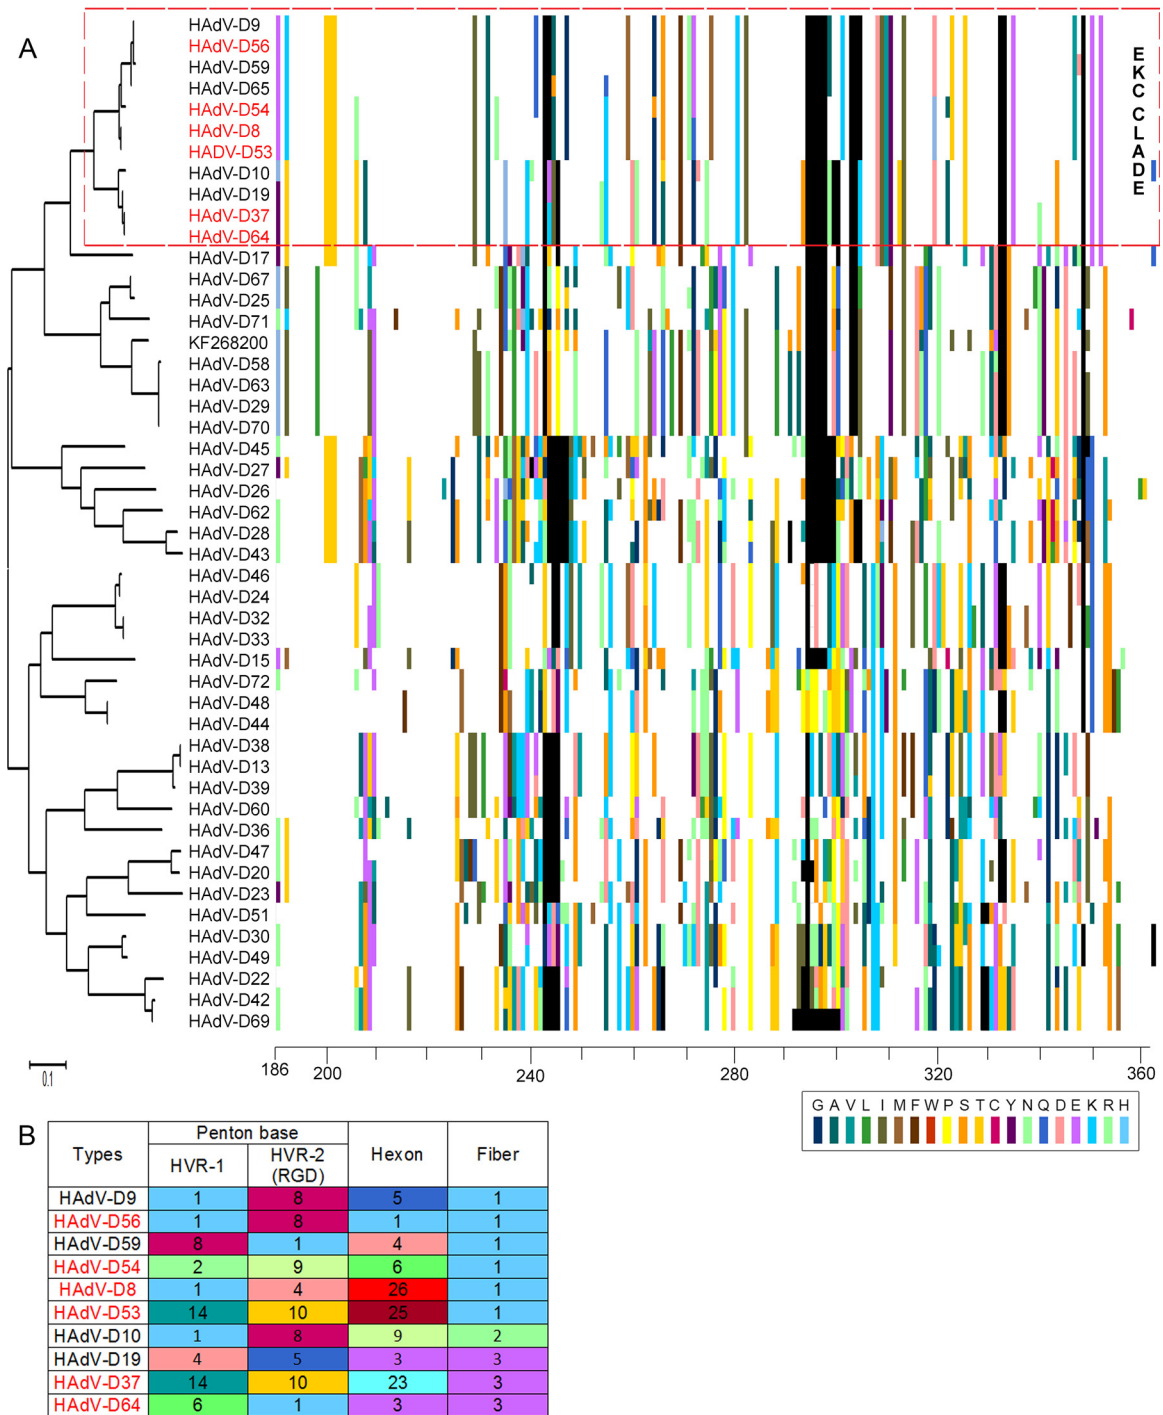 A
HAdV-D9
HAdV-D56
HAdV-D59
HAdV-D65
HAdV-D54
HAdV-D8
HADV-D53
HAdV-D10
HAdV-D19
HAdV-D37
HAdV-D64
HAdV-D17
HAdV-D67
HAdV-D25
HAdV-D71
KF268200
HAdV-D58
HAdV-D63
HAdV-D29
HAdV-D70
HAdV-D45
HAdV-D27
HAdV-D26
HAdV-D62
HAdV-D28
HAdV-D43
HAdV-D46
HAdV-D24
HAdV-D32
HAdV-D33
HAdV-D15
HAdV-D72
HAdV-D48
HAdV-D44
HAdV-D38
HAdV-D13
HAdV-D39
HAdV-D60
HAdV-D36
HAdV-D47
HAdV-D20
HAdV-D23
HAdV-D51
HAdV-D30
HAdV-D49
HAdV-D22
HAdV-D42
HAdV-D69
EKC CLADE
0.1
186 200 240 280 320 360
G A V L I M F W P S T C Y N Q D E K R H
B
Types Penton base Hexon Fiber
HVR-1 HVR-2 (RGD)
HAdV-D9 1 8 5 1
HAdV-D56 1 8 1 1
HAdV-D59 8 1 4 1
HAdV-D54 2 9 6 1
HAdV-D8 1 4 26 1
HAdV-D53 14 10 25 1
HAdV-D10 1 8 9 2
HAdV-D19 4 5 3 3
HAdV-D37 14 10 23 3
HAdV-D64 6 1 3 3